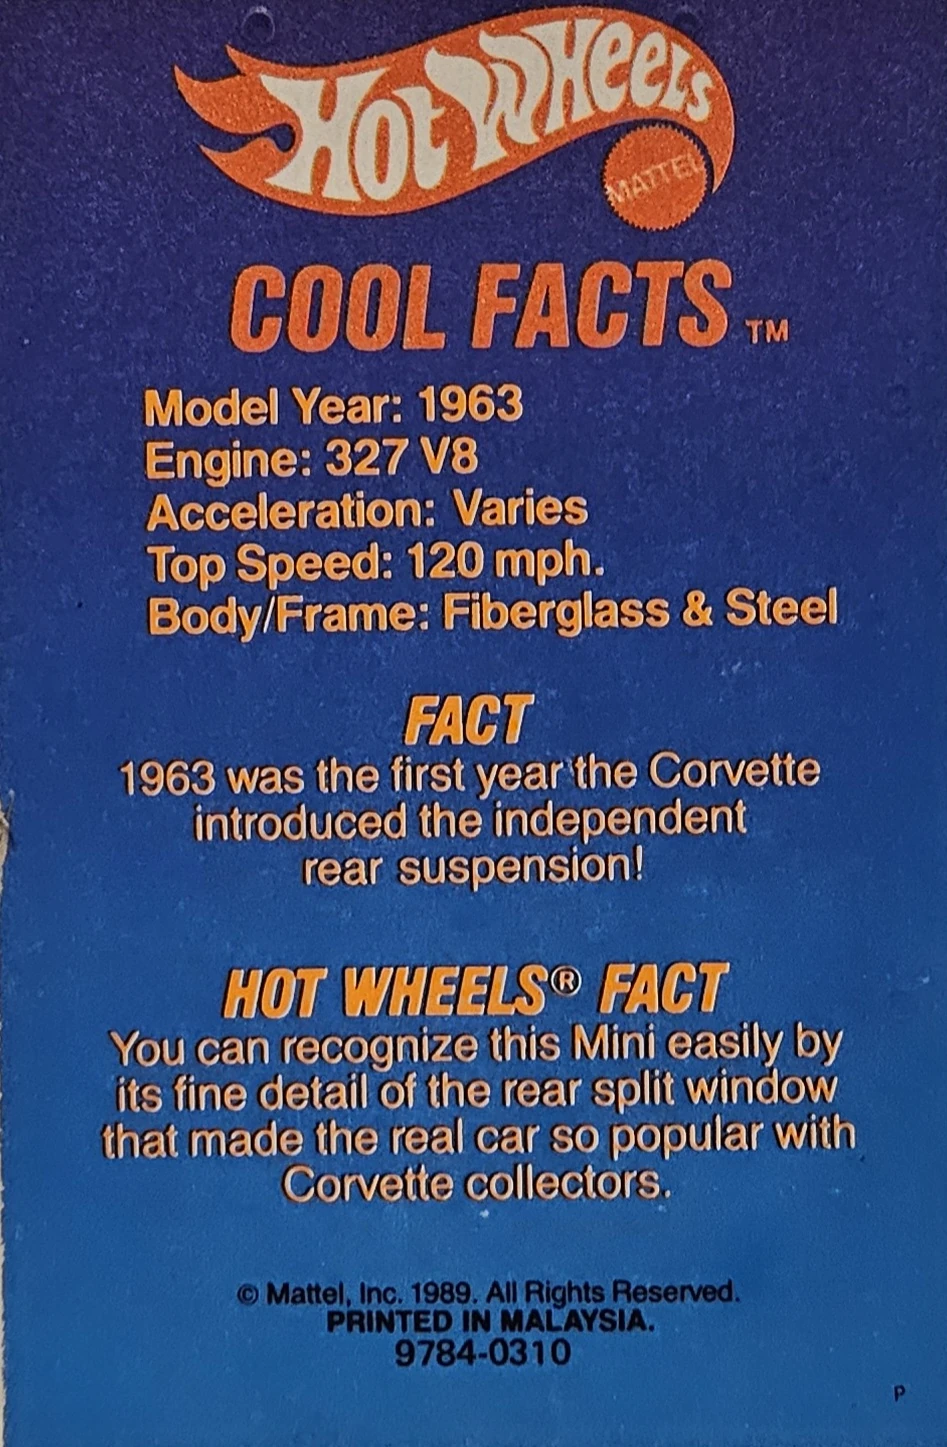 Hot Wheels
MATTEL
COOL FACTS TM
Model Year: 1963
Engine: 327 V8
Acceleration: Varies
Top Speed: 120 mph.
Body/Frame: Fiberglass & Steel
FACT
1963 was the first year the Corvette
introduced the independent
rear suspension!
HOT WHEELS® FACT
You can recognize this Mini easily by
its fine detail of the rear split window
that made the real car so popular with
Corvette collectors.
© Mattel, Inc. 1989. All Rights Reserved.
PRINTED IN MALAYSIA.
9784-0310
P